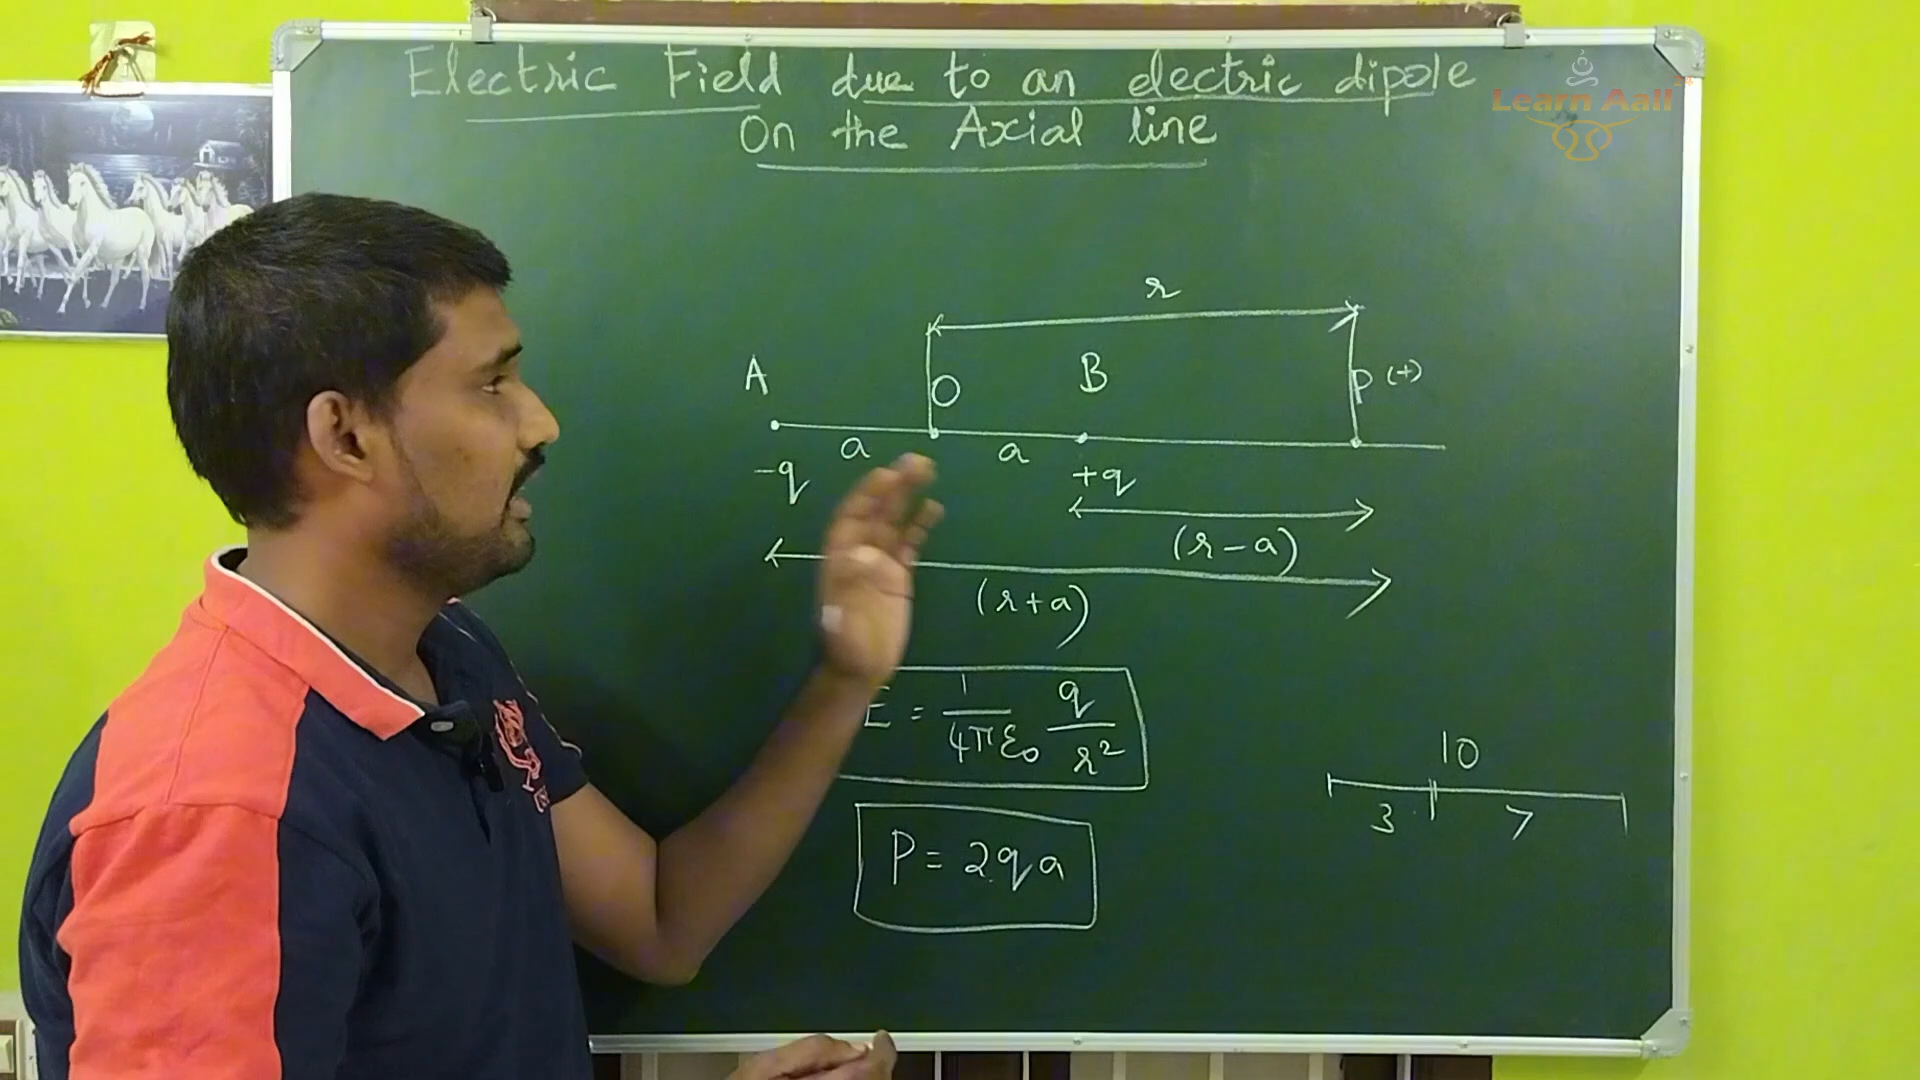 Electric Field due to an electric dipole
On the Axial line
Learn Aall
r
A O B P (+)
a a
-q +q
(r-a)
(r+a)
E = 1/4πε₀ q/r²
P = 2qa
10
3 7